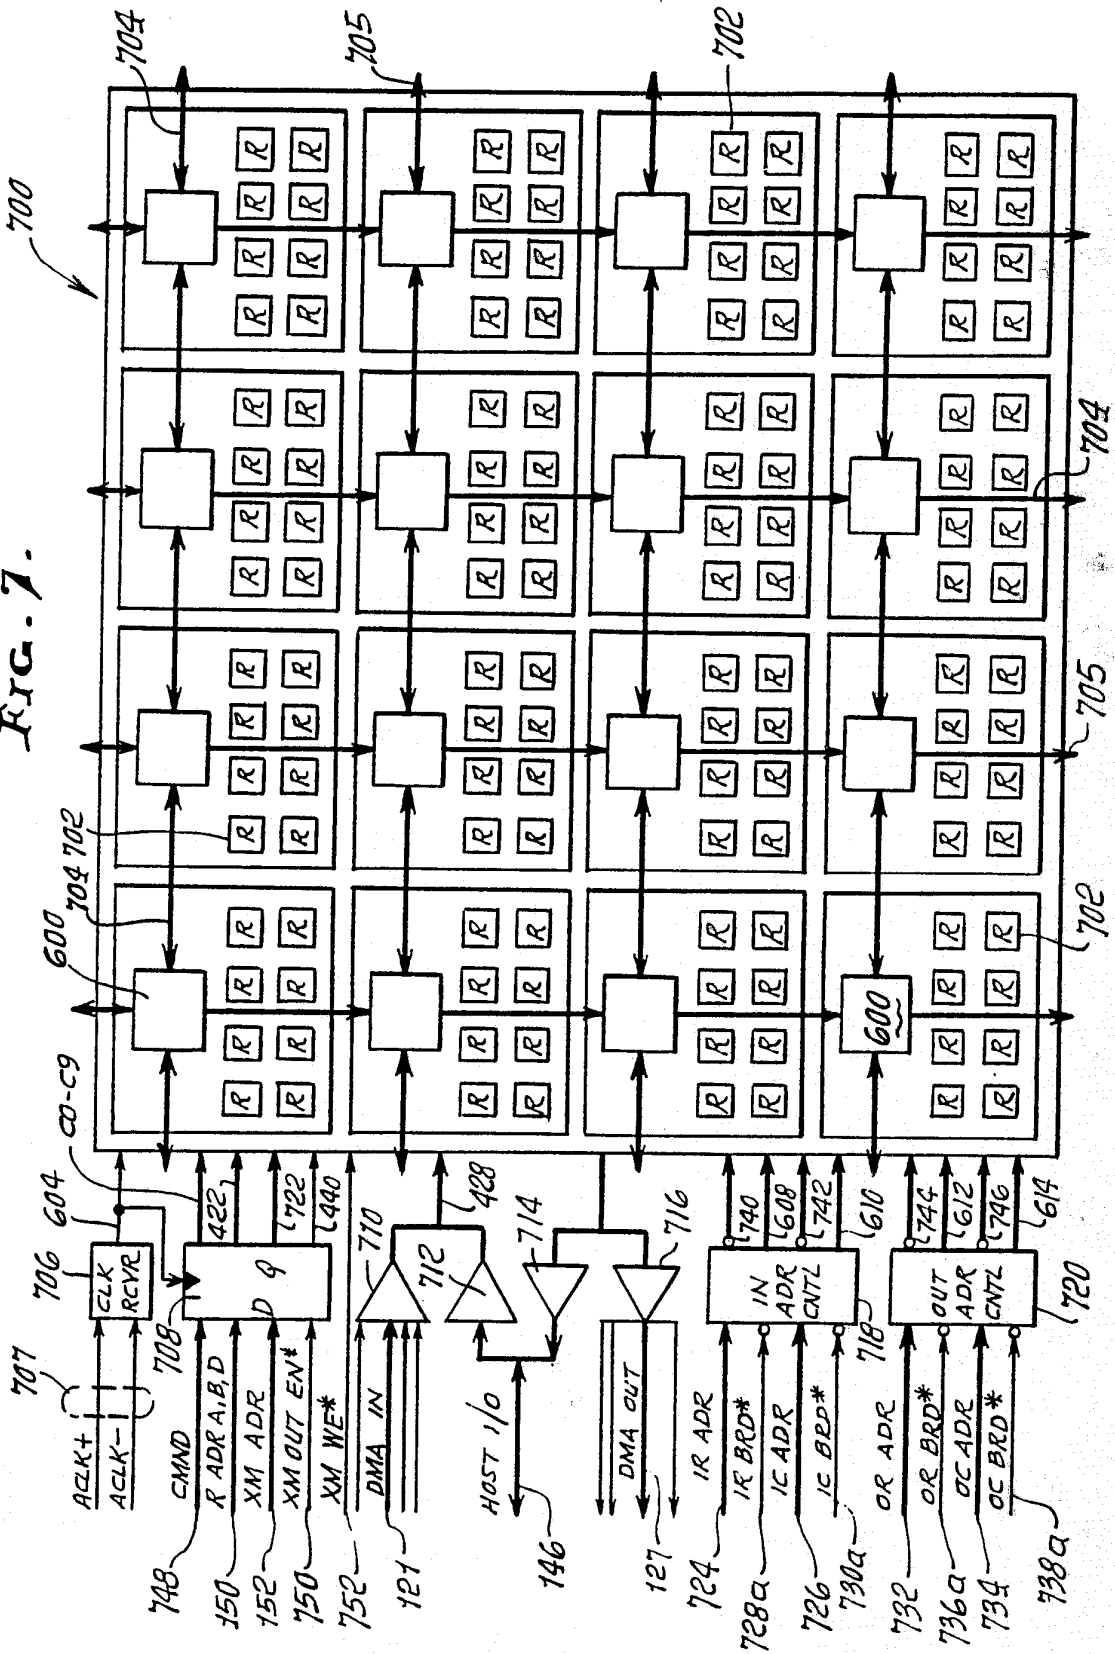 FIG. 7.
700
707
ACLK+
ACLK-
706
CLK
RCVR
604
C0-C9
600
704
702
704
748
CMND
708
422
150
R ADR A,B,D
152
XM ADR
D Q
722
750
XM OUT EN*
440
752
XM WE*
R R R R R R R R R R R R R R R R
R R R R R R R R R R R R R R R R
121
DMA IN
710
705
712
428
146
HOST I/O
714
R R R R R R R R R R R R R R R R
R R R R R R R R R R R R R R R R
127
DMA OUT
716
724
IR ADR
740
702
728a
IR BRD*
IN
ADR
CNTL
608
726
IC ADR
742
730a
IC BRD*
718
610
R R R R R R R R R R R R R R R R
R R R R R R R R R R R R R R R R
732
OR ADR
744
600
736a
OR BRD*
OUT
ADR
CNTL
612
734
OC ADR
746
738a
OC BRD*
720
614
R R R R R R R R R R R R R R R R
R R R R R R R R R R R R R R R R
702
705
704